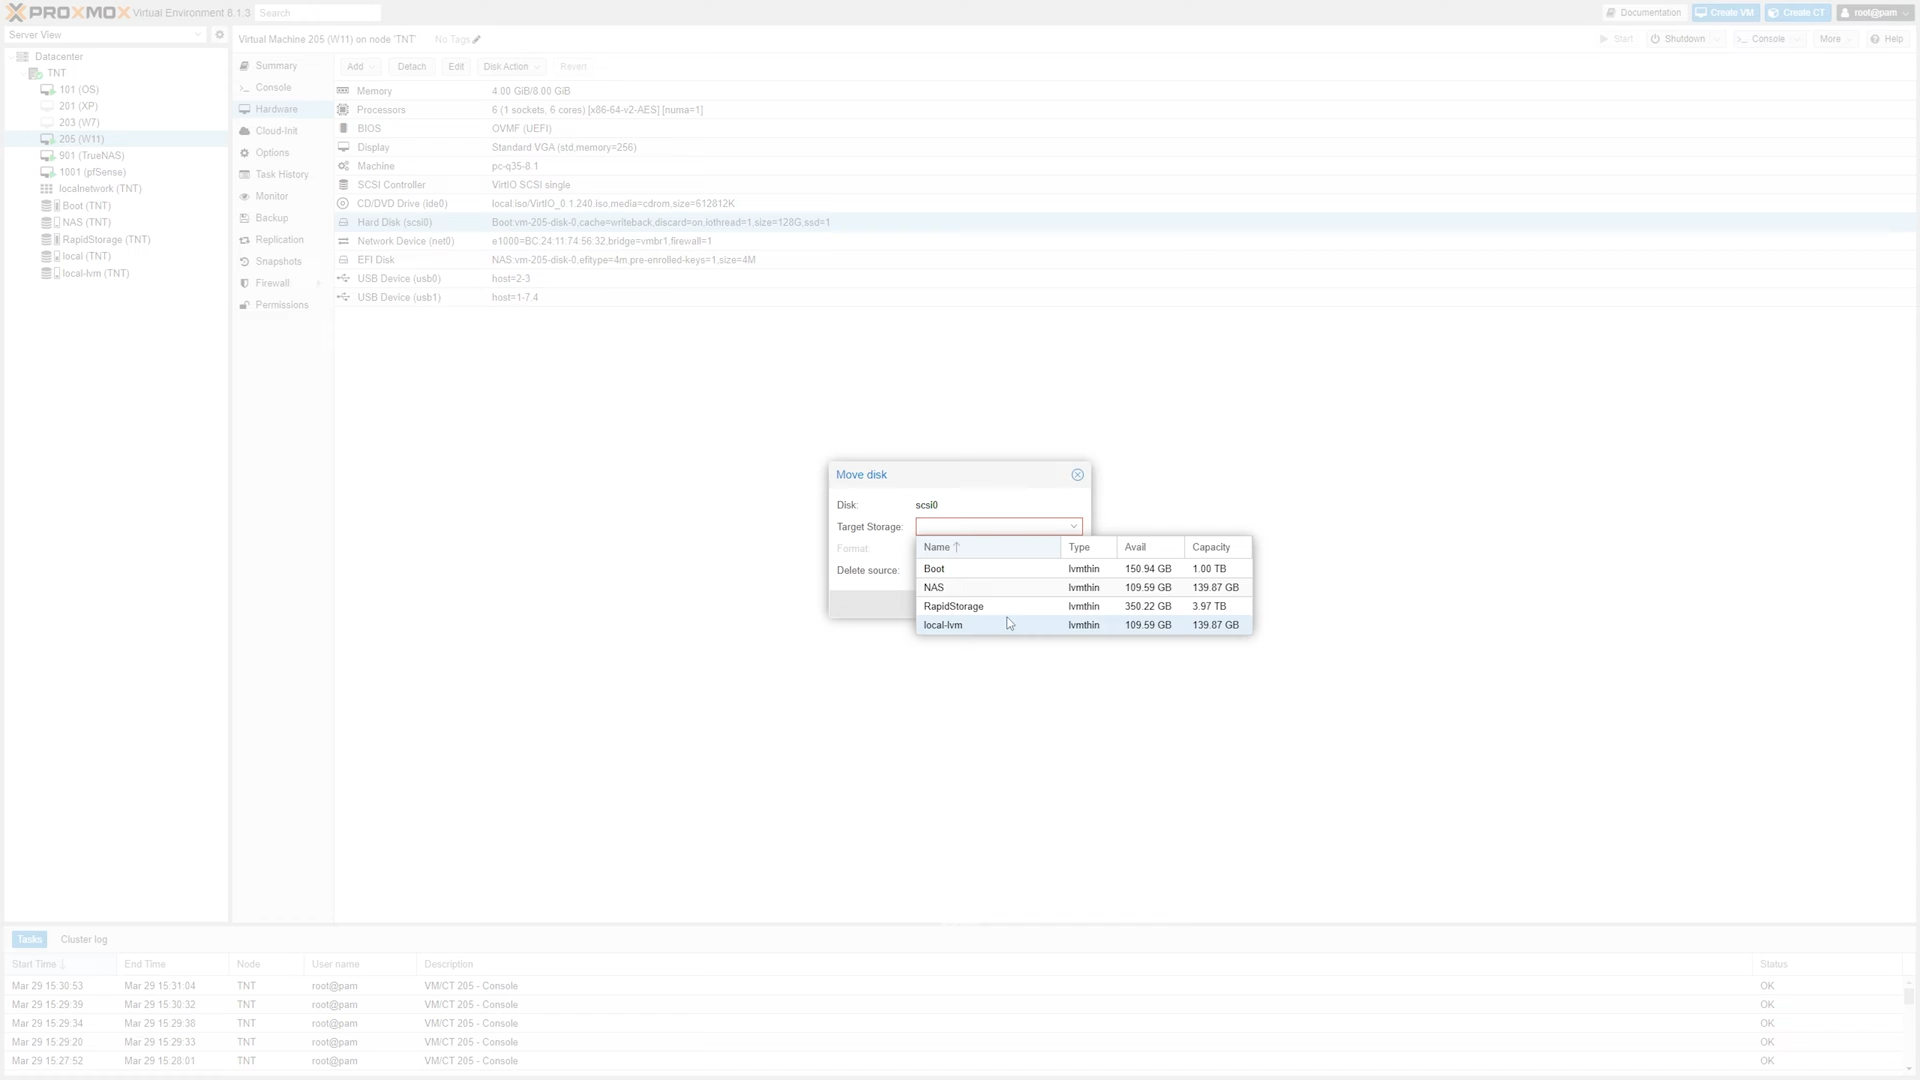 PROXMOX Virtual Environment 8.1.3 Search
Documentation Create VM Create CT root@pam
Server View
Virtual Machine 205 (W11) on node 'TNT' No Tags
Start Shutdown Console More Help
Datacenter
TNT
101 (OS)
201 (XP)
203 (W7)
205 (W11)
901 (TrueNAS)
1001 (pfSense)
localnetwork (TNT)
Boot (TNT)
NAS (TNT)
RapidStorage (TNT)
local (TNT)
local-lvm (TNT)
Summary
Console
Hardware
Cloud-Init
Options
Task History
Monitor
Backup
Replication
Snapshots
Firewall
Permissions
Add Detach Edit Disk Action Revert
Memory 4.00 GiB/8.00 GiB
Processors 6 (1 sockets, 6 cores) [x86-64-v2-AES] [numa=1]
BIOS OVMF (UEFI)
Display Standard VGA (std,memory=256)
Machine pc-q35-8.1
SCSI Controller VirtIO SCSI single
CD/DVD Drive (ide0) local:iso/VirtIO_0.1.240.iso,media=cdrom,size=612812K
Hard Disk (scsi0) Boot:vm-205-disk-0,cache=writeback,discard=on,iothread=1,size=128G,ssd=1
Network Device (net0) e1000=BC:24:11:74:56:32,bridge=vmbr1,firewall=1
EFI Disk NAS:vm-205-disk-0,efitype=4m,pre-enrolled-keys=1,size=4M
USB Device (usb0) host=2-3
USB Device (usb1) host=1-7.4
Move disk
Disk: scsi0
Target Storage:
Format
Delete source:
Name Type Avail Capacity
Boot lvmthin 150.94 GB 1.00 TB
NAS lvmthin 109.59 GB 139.87 GB
RapidStorage lvmthin 350.22 GB 3.97 TB
local-lvm lvmthin 109.59 GB 139.87 GB
Tasks Cluster log
Start Time End Time Node User name Description Status
Mar 29 15:30:53 Mar 29 15:31:04 TNT root@pam VM/CT 205 - Console OK
Mar 29 15:29:39 Mar 29 15:30:32 TNT root@pam VM/CT 205 - Console OK
Mar 29 15:29:34 Mar 29 15:29:38 TNT root@pam VM/CT 205 - Console OK
Mar 29 15:29:20 Mar 29 15:29:33 TNT root@pam VM/CT 205 - Console OK
Mar 29 15:27:52 Mar 29 15:28:01 TNT root@pam VM/CT 205 - Console OK